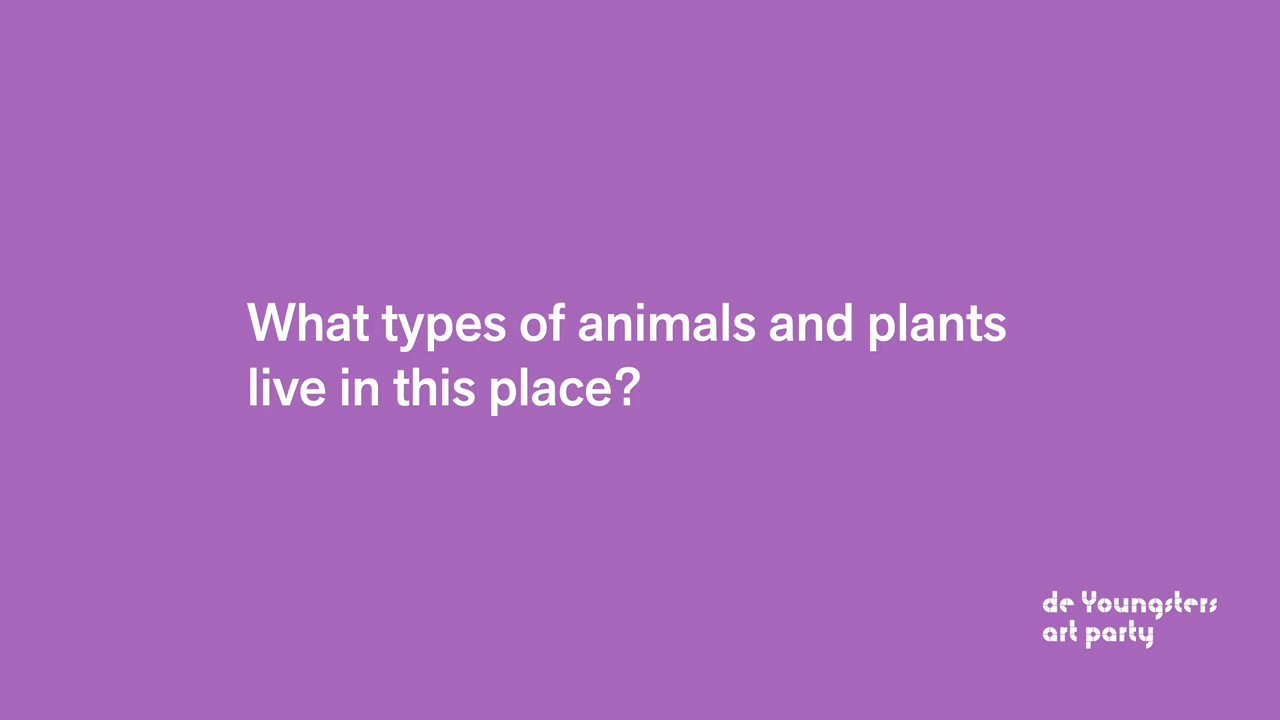 What types of animals and plants
live in this place?
de Youngsters
art party